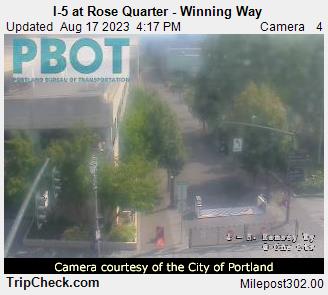 I-5 at Rose Quarter - Winning Way
Updated Aug 17 2023 4:17 PM Camera 4
PBOT
PORTLAND BUREAU OF TRANSPORTATION
Camera courtesy of the City of Portland
TripCheck.com Milepost302.00